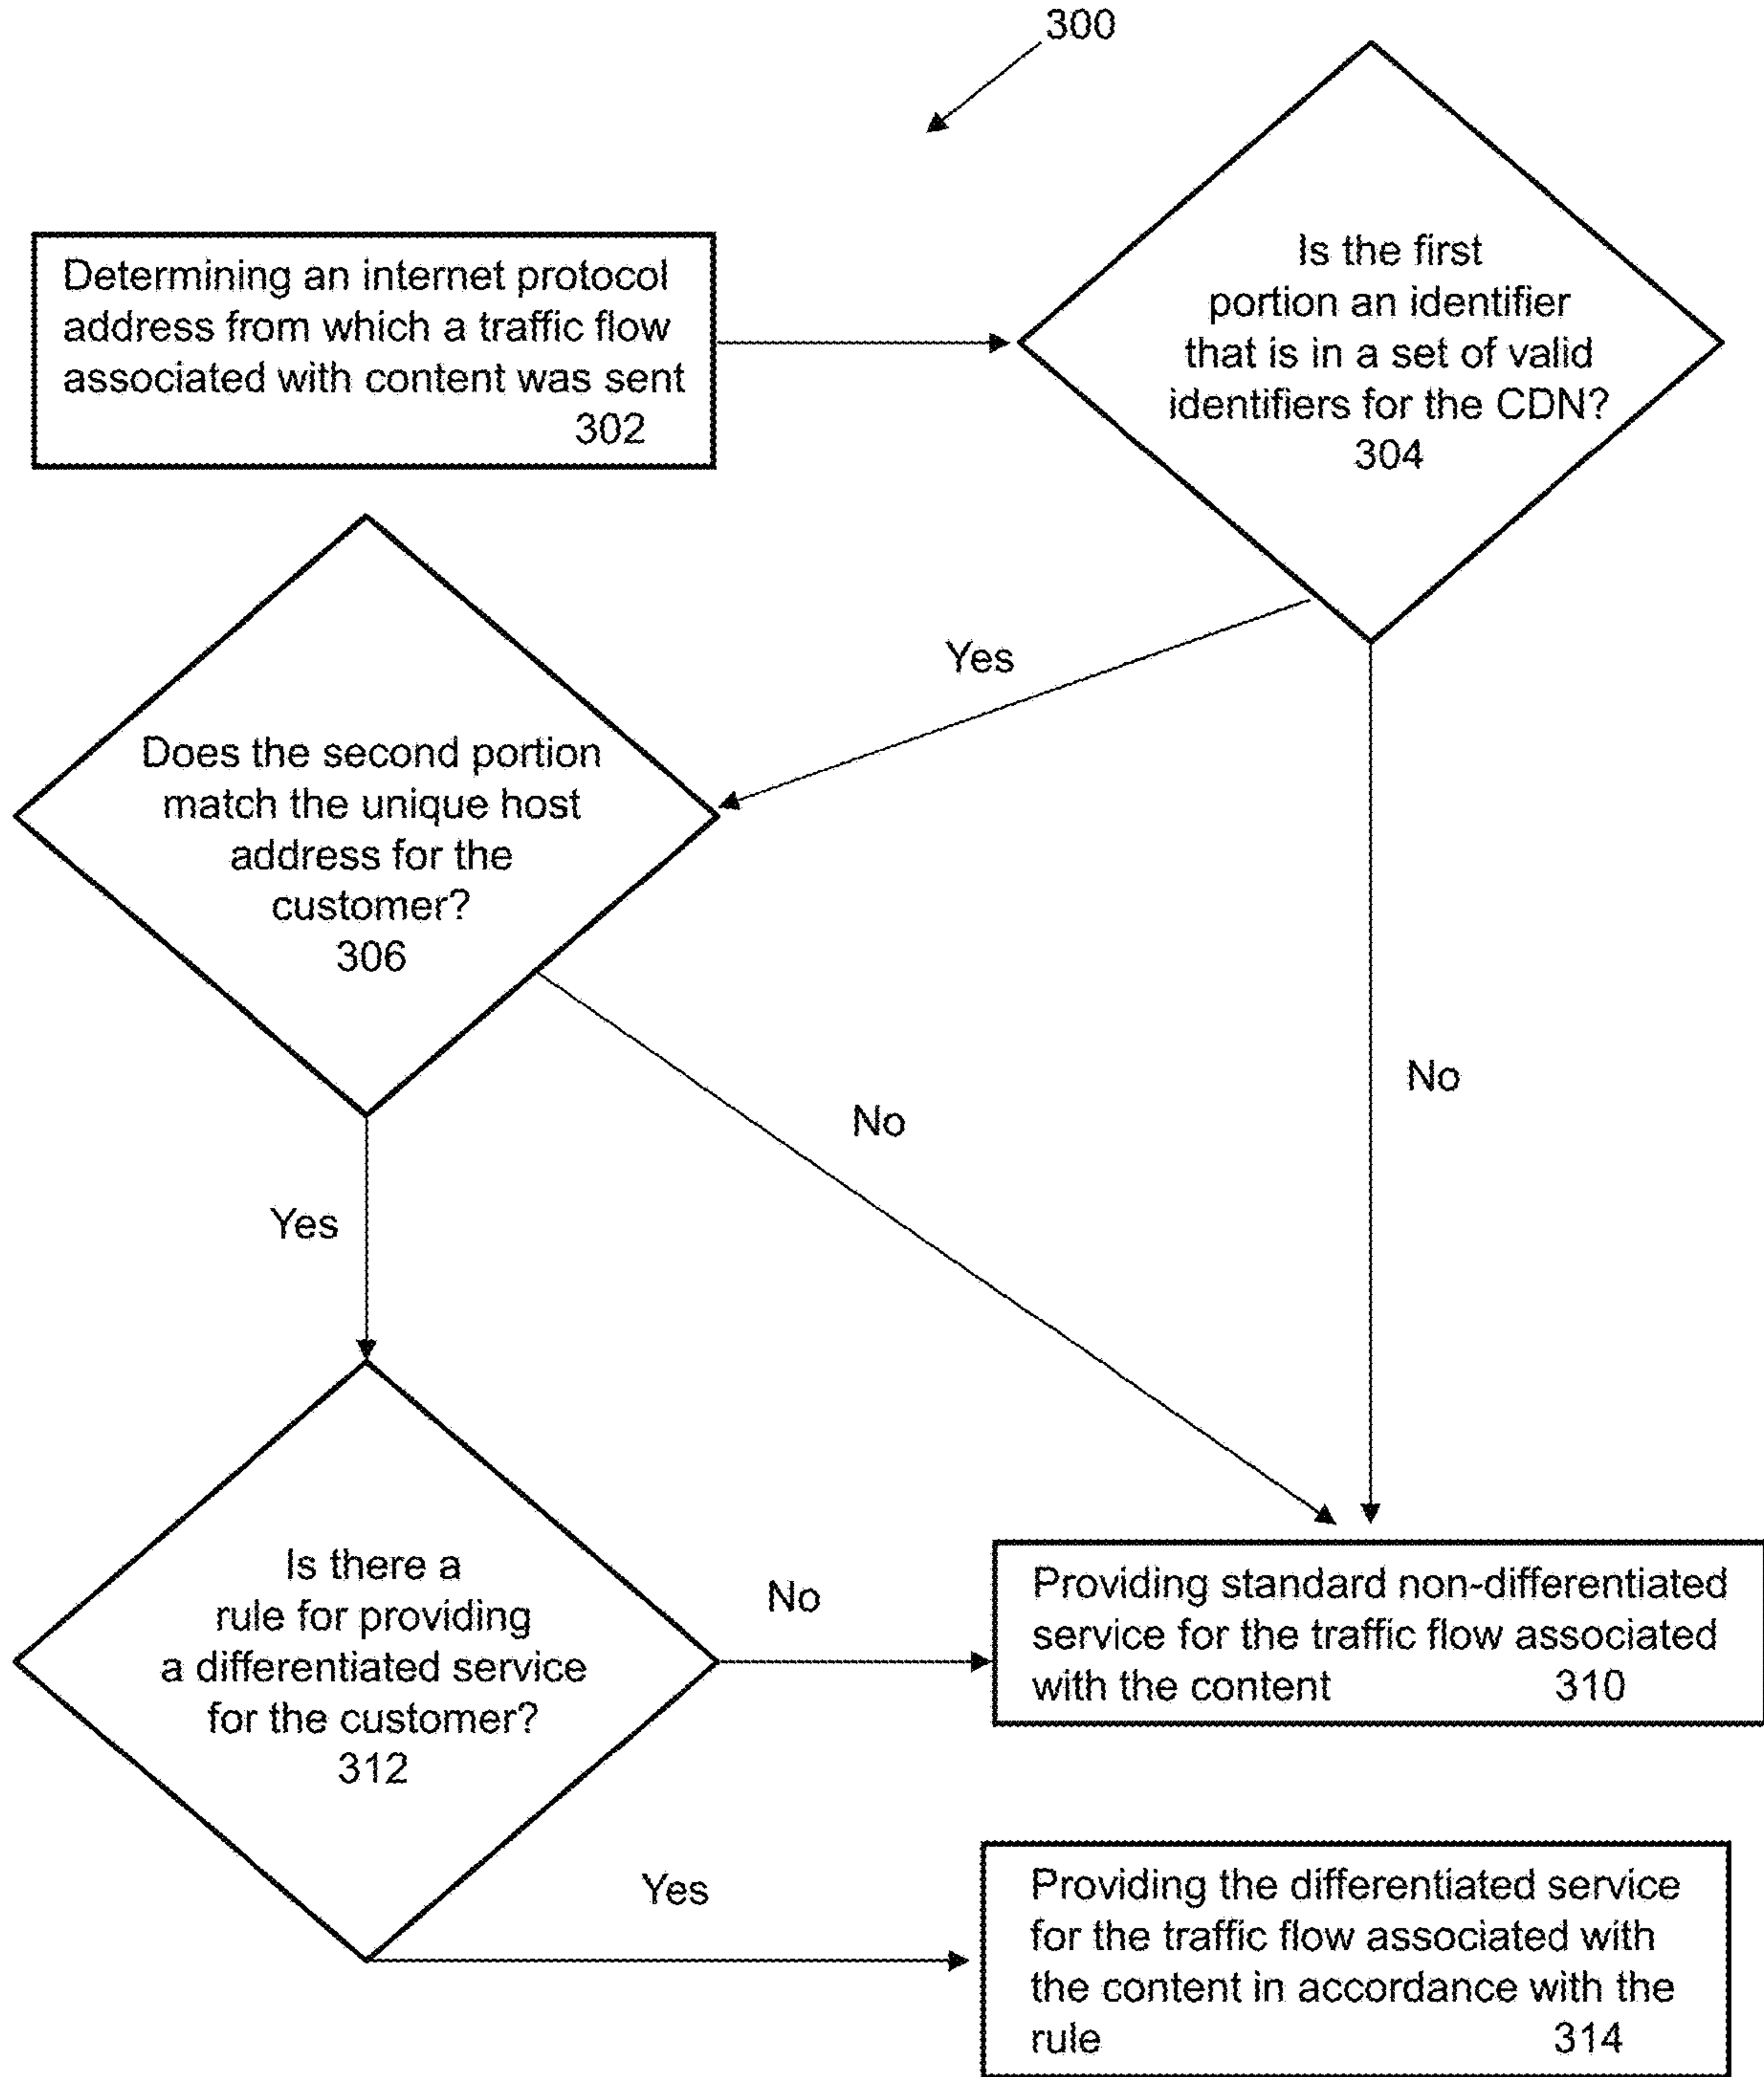 300
Determining an internet protocol
address from which a traffic flow
associated with content was sent
302
Is the first
portion an identifier
that is in a set of valid
identifiers for the CDN?
304
Yes
Does the second portion
match the unique host
address for the
customer?
306
No
No
Yes
Is there a
rule for providing
a differentiated service
for the customer?
312
No
Providing standard non-differentiated
service for the traffic flow associated
with the content 310
Yes
Providing the differentiated service
for the traffic flow associated with
the content in accordance with the
rule 314